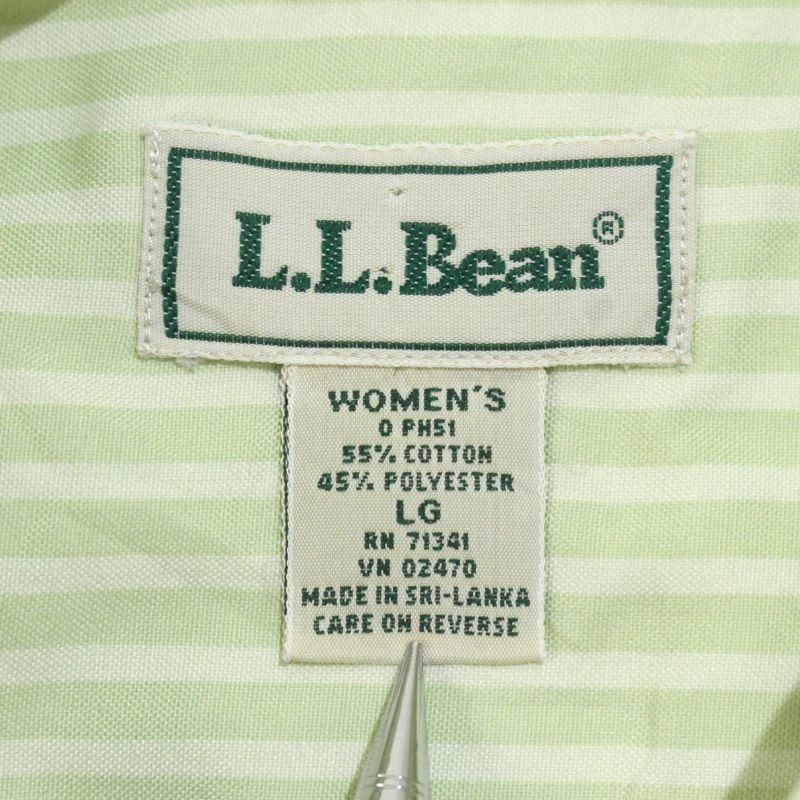 L.L.Bean®
WOMEN'S
0 PH51
55% COTTON
45% POLYESTER
LG
RN 71341
VN 02470
MADE IN SRI-LANKA
CARE ON REVERSE